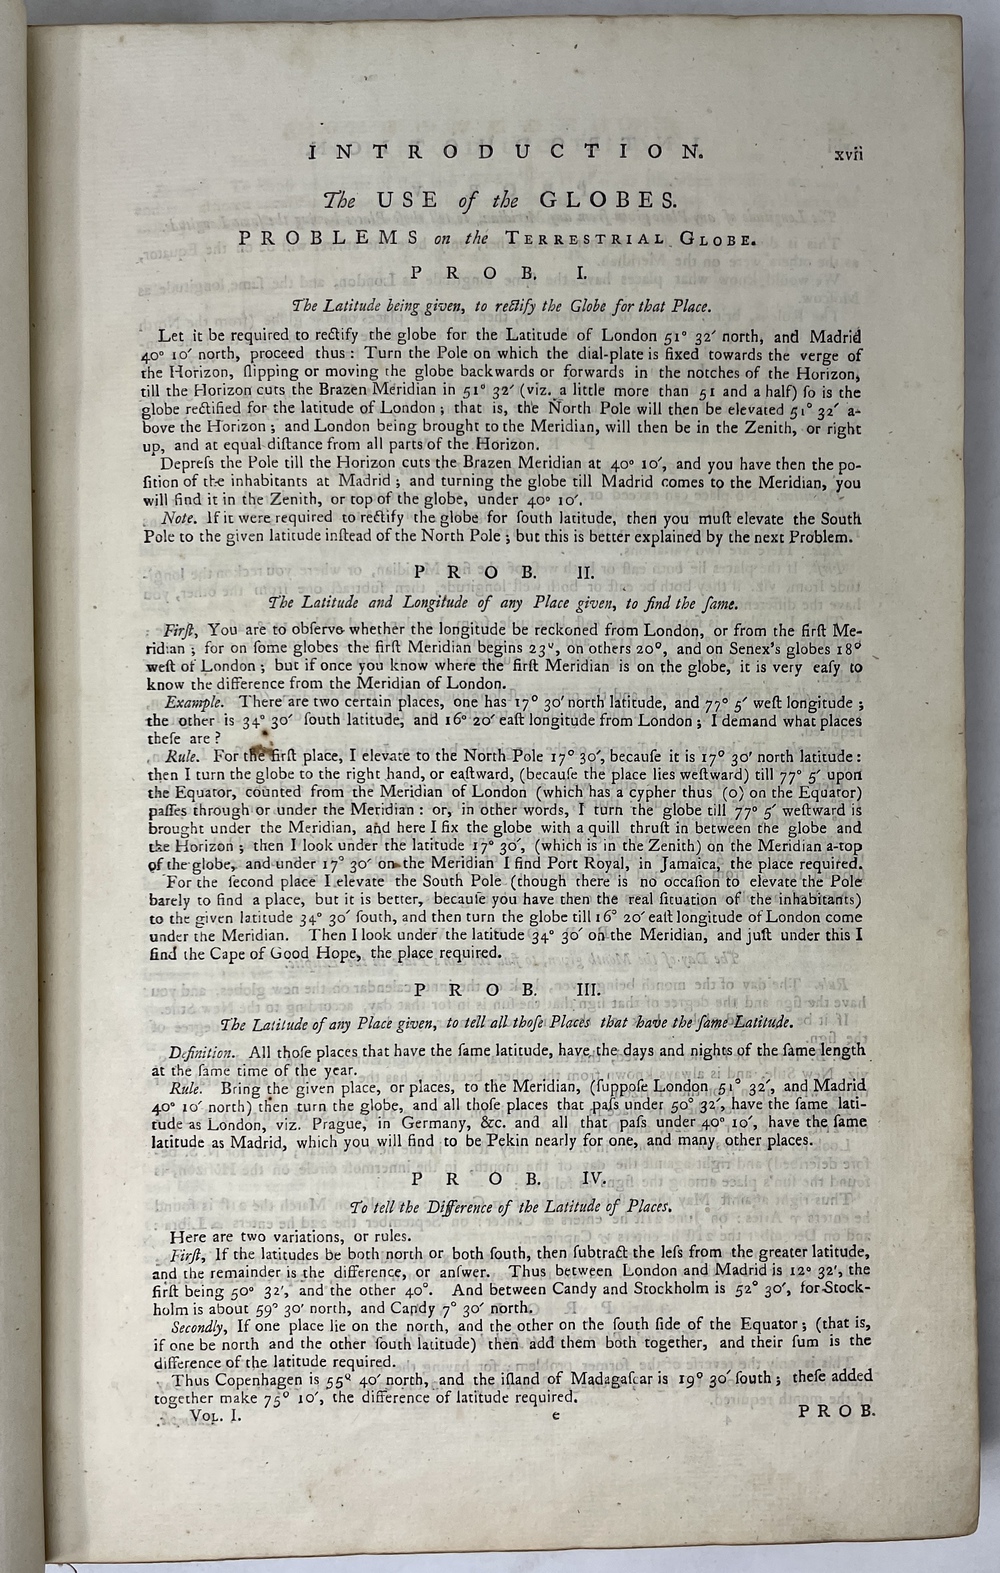 INTRODUCTION. xvii
The USE of the GLOBES.
PROBLEMS on the TERRESTRIAL GLOBE.
PROB. I.
The Latitude being given, to rectify the Globe for that Place.
Let it be required to rectify the globe for the Latitude of London 51° 32′ north, and Madrid
40° 10′ north, proceed thus: Turn the Pole on which the dial-plate is fixed towards the verge of
the Horizon, ſlipping or moving the globe backwards or forwards in the notches of the Horizon,
till the Horizon cuts the Brazen Meridian in 51° 32′ (viz. a little more than 51 and a half) ſo is the
globe rectified for the latitude of London; that is, the North Pole will then be elevated 51° 32′ a-
bove the Horizon; and London being brought to the Meridian, will then be in the Zenith, or right
up, and at equal diſtance from all parts of the Horizon.
Depreſs the Pole till the Horizon cuts the Brazen Meridian at 40° 10′, and you have then the po-
ſition of the inhabitants at Madrid; and turning the globe till Madrid comes to the Meridian, you
will find it in the Zenith, or top of the globe, under 40° 10′.
Note. If it were required to rectify the globe for ſouth latitude, then you muſt elevate the South
Pole to the given latitude inſtead of the North Pole; but this is better explained by the next Problem.
PROB. II.
The Latitude and Longitude of any Place given, to find the ſame.
Firſt, You are to obſerve whether the longitude be reckoned from London, or from the firſt Me-
ridian; for on ſome globes the firſt Meridian begins 23°, on others 20°, and on Senex's globes 18°
weſt of London; but if once you know where the firſt Meridian is on the globe, it is very eaſy to
know the difference from the Meridian of London.
Example. There are two certain places, one has 17° 30′ north latitude, and 77° 5′ weſt longitude;
the other is 34° 30′ ſouth latitude, and 16° 20′ eaſt longitude from London; I demand what places
theſe are?
Rule. For the firſt place, I elevate to the North Pole 17° 30′, becauſe it is 17° 30′ north latitude:
then I turn the globe to the right hand, or eaſtward, (becauſe the place lies weſtward) till 77° 5′ upon
the Equator, counted from the Meridian of London (which has a cypher thus (0) on the Equator)
paſſes through or under the Meridian: or, in other words, I turn the globe till 77° 5′ weſtward is
brought under the Meridian, and here I fix the globe with a quill thruſt in between the globe and
the Horizon; then I look under the latitude 17° 30′, (which is in the Zenith) on the Meridian a-top
of the globe, and under 17° 30′ on the Meridian I find Port Royal, in Jamaica, the place required.
For the ſecond place I elevate the South Pole (though there is no occaſion to elevate the Pole
barely to find a place, but it is better, becauſe you have then the real ſituation of the inhabitants)
to the given latitude 34° 30′ ſouth, and then turn the globe till 16° 20′ eaſt longitude of London come
under the Meridian. Then I look under the latitude 34° 30′ on the Meridian, and juſt under this I
find the Cape of Good Hope, the place required.
PROB. III.
The Latitude of any Place given, to tell all thoſe Places that have the ſame Latitude.
Definition. All thoſe places that have the ſame latitude, have the days and nights of the ſame length
at the ſame time of the year.
Rule. Bring the given place, or places, to the Meridian, (ſuppoſe London 51° 32′, and Madrid
40° 10′ north) then turn the globe, and all thoſe places that paſs under 50° 32′, have the ſame lati-
tude as London, viz. Prague, in Germany, &c. and all that paſs under 40° 10′, have the ſame
latitude as Madrid, which you will find to be Pekin nearly for one, and many other places.
PROB. IV.
To tell the Difference of the Latitude of Places.
Here are two variations, or rules.
Firſt, If the latitudes be both north or both ſouth, then ſubtract the leſs from the greater latitude,
and the remainder is the difference, or anſwer. Thus between London and Madrid is 12° 32′, the
firſt being 50° 32′, and the other 40°. And between Candy and Stockholm is 52° 30′, for Stock-
holm is about 59° 30′ north, and Candy 7° 30′ north.
Secondly, If one place lie on the north, and the other on the ſouth ſide of the Equator; (that is,
if one be north and the other ſouth latitude) then add them both together, and their ſum is the
difference of the latitude required.
Thus Copenhagen is 55° 40′ north, and the iſland of Madagaſcar is 19° 30′ ſouth; theſe added
together make 75° 10′, the difference of latitude required.
VOL. I. e PROB.